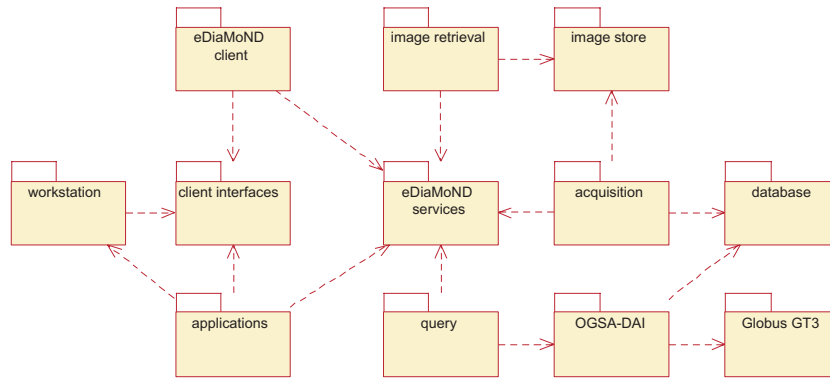 eDiaMoND
client
image retrieval
image store
workstation
client interfaces
eDiaMoND
services
acquisition
database
applications
query
OGSA-DAI
Globus GT3